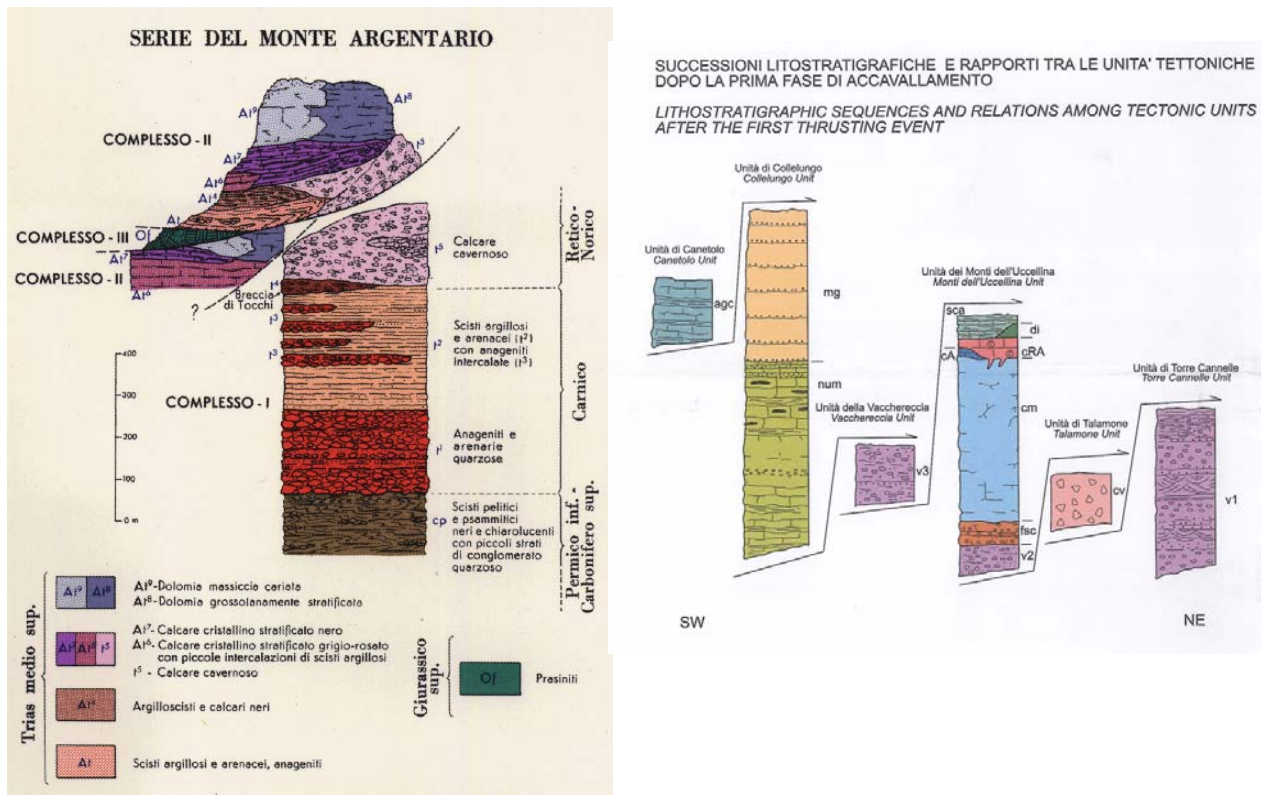 SERIE DEL MONTE ARGENTARIO
At⁹
At⁸
COMPLESSO - II
t⁵
At⁷
At⁶
At⁴
At
COMPLESSO - III
Of
At⁷
COMPLESSO - II
At⁶
?
Breccia
di Tocchi
t⁴
t³
t³
t⁵
Calcare
cavernoso
Retico-
Norico
t²
Scisti argillosi
e arenacei (t²)
con anageniti
intercalate (t³)
Carnico
400
300
200
100
0 m
COMPLESSO - I
Anageniti e
arenarie
quarzose
cp
Scisti pelitici
e psammitici
neri e chiarolucenti
con piccoli strati
di conglomerato
quarzoso
Permico inf. -
Carbonifero sup.
Trias medio sup.
At⁹ At⁸
At⁹-Dolomia massiccia cariata
At⁸-Dolomia grossolanamente stratificata
At⁷ At⁶ t⁵
At⁷- Calcare cristallino stratificato nero
At⁶- Calcare cristallino stratificato grigio-rosato
con piccole intercalazioni di scisti argillosi
t⁵ - Calcare cavernoso
At⁴
Argilloscisti e calcari neri
At
Scisti argillosi e arenacei, anageniti
Giurassico
sup.
Of
Prasiniti
SUCCESSIONI LITOSTRATIGRAFICHE E RAPPORTI TRA LE UNITA' TETTONICHE
DOPO LA PRIMA FASE DI ACCAVALLAMENTO
LITHOSTRATIGRAPHIC SEQUENCES AND RELATIONS AMONG TECTONIC UNITS
AFTER THE FIRST THRUSTING EVENT
Unità di Collelungo
Collelungo Unit
Unità di Canetolo
Canetolo Unit
agc
mg
num
Unità della Vacchereccia
Vacchereccia Unit
v3
Unità dei Monti dell'Uccellina
Monti dell'Uccellina Unit
sca
di
cA
cRA
cm
fsc
v2
Unità di Talamone
Talamone Unit
cv
Unità di Torre Cannelle
Torre Cannelle Unit
v1
SW
NE